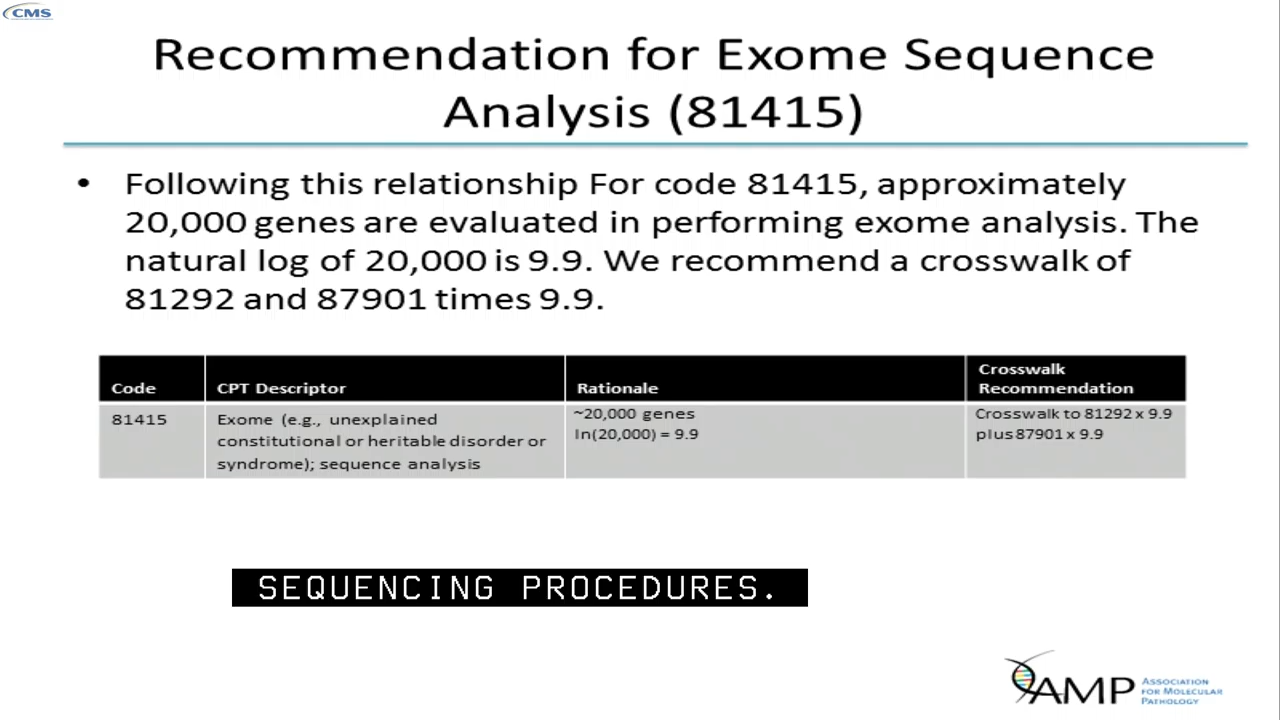 CMS
Recommendation for Exome Sequence
Analysis (81415)
• Following this relationship For code 81415, approximately
20,000 genes are evaluated in performing exome analysis. The
natural log of 20,000 is 9.9. We recommend a crosswalk of
81292 and 87901 times 9.9.
Code CPT Descriptor Rationale Crosswalk Recommendation
81415 Exome (e.g., unexplained
constitutional or heritable disorder or
syndrome); sequence analysis
~20,000 genes
ln(20,000) = 9.9
Crosswalk to 81292 x 9.9
plus 87901 x 9.9
SEQUENCING PROCEDURES.
AMP ASSOCIATION
FOR MOLECULAR
PATHOLOGY